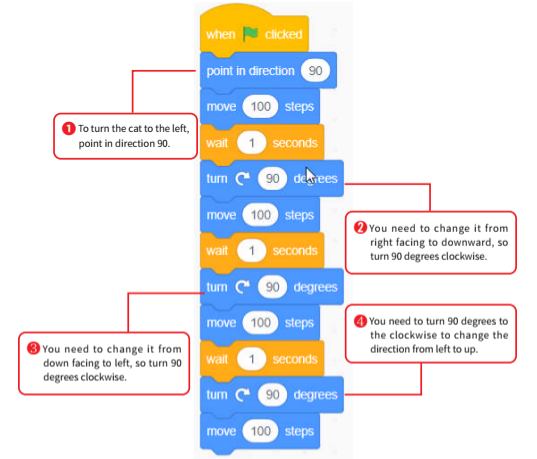 when clicked
point in direction 90
move 100 steps
1 To turn the cat to the left,
point in direction 90.
wait 1 seconds
turn 90 degrees
move 100 steps
2 You need to change it from
right facing to downward, so
turn 90 degrees clockwise.
wait 1 seconds
turn 90 degrees
move 100 steps
3 You need to change it from
down facing to left, so turn 90
degrees clockwise.
4 You need to turn 90 degrees to
the clockwise to change the
direction from left to up.
wait 1 seconds
turn 90 degrees
move 100 steps